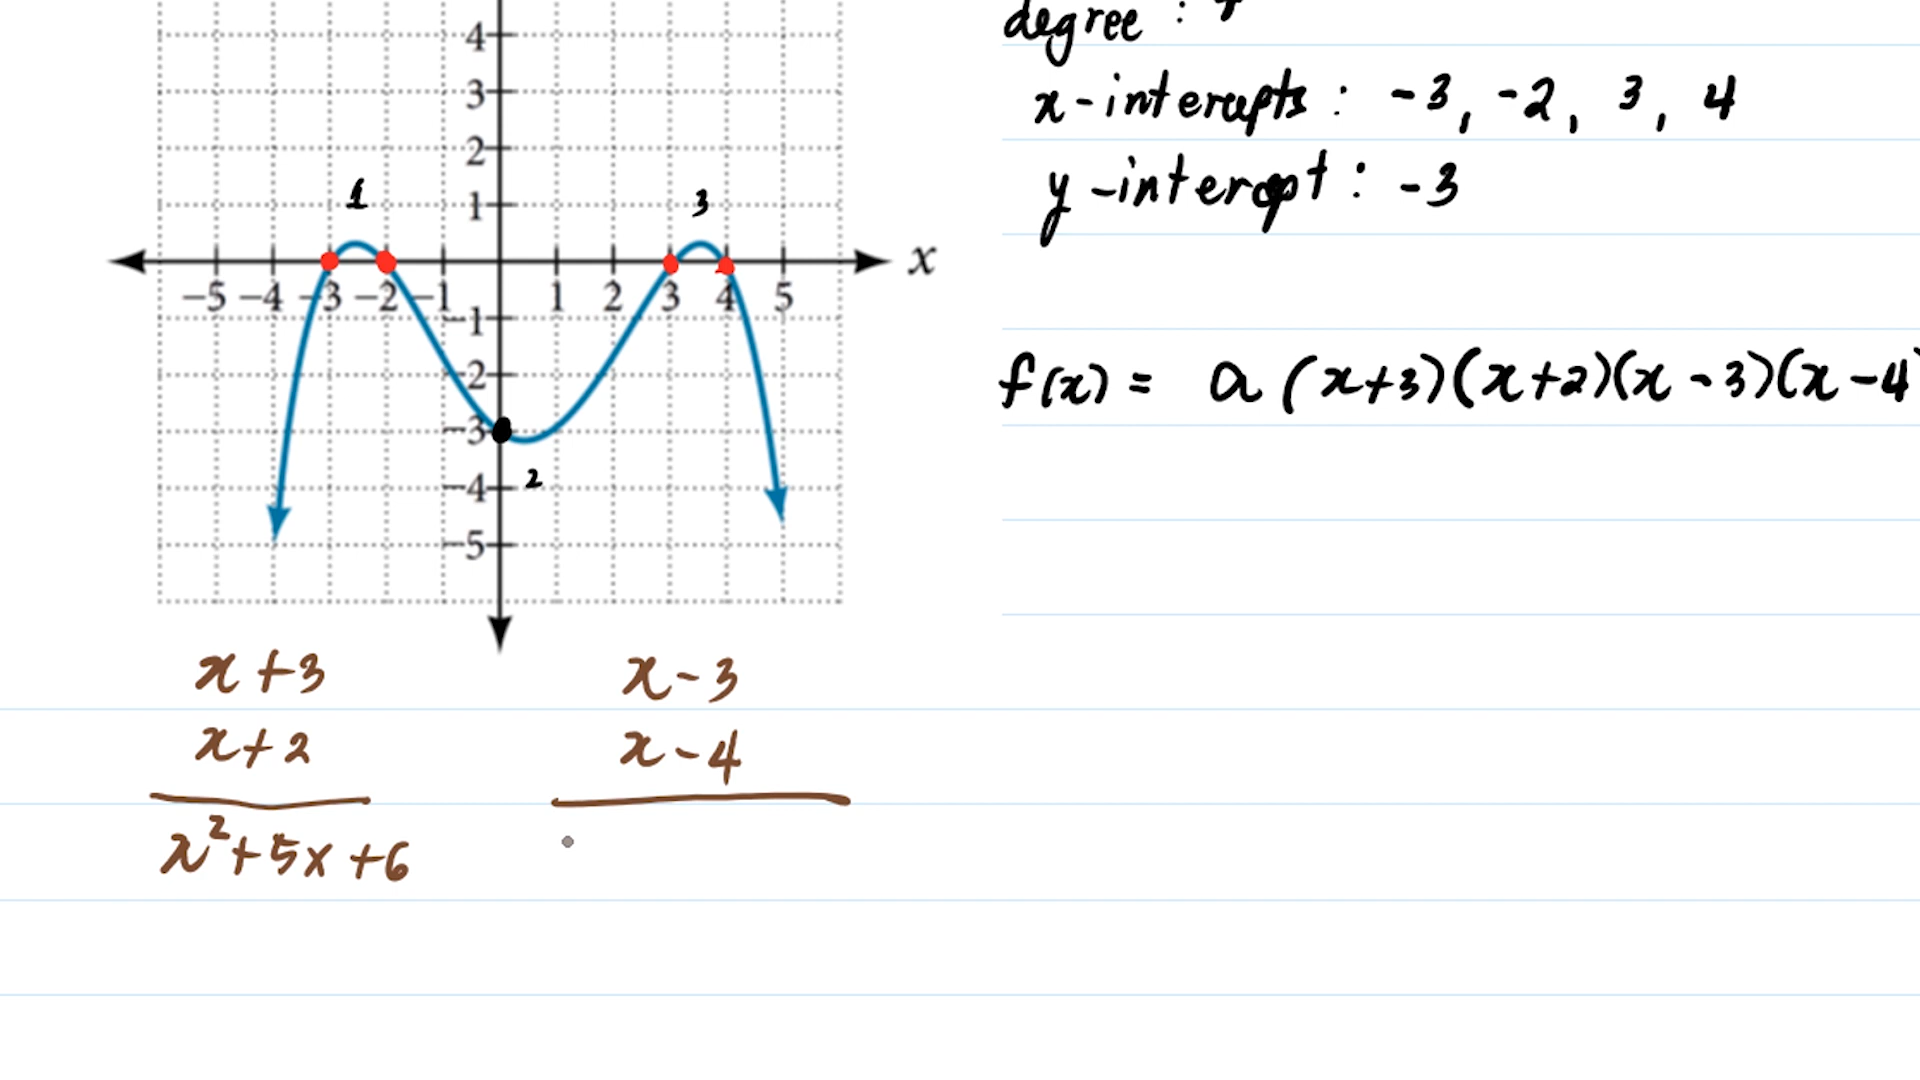 4
3
2
1 3 1
x
-5 -4 -3 -2 -1 1 2 3 4 5
-1
-2
-3
-4 2
-5
degree :
x-intercepts : -3, -2, 3, 4
y-intercept : -3
f(x) = a (x+3)(x+2)(x-3)(x-4)
x+3
x+2
x²+5x+6
x-3
x-4